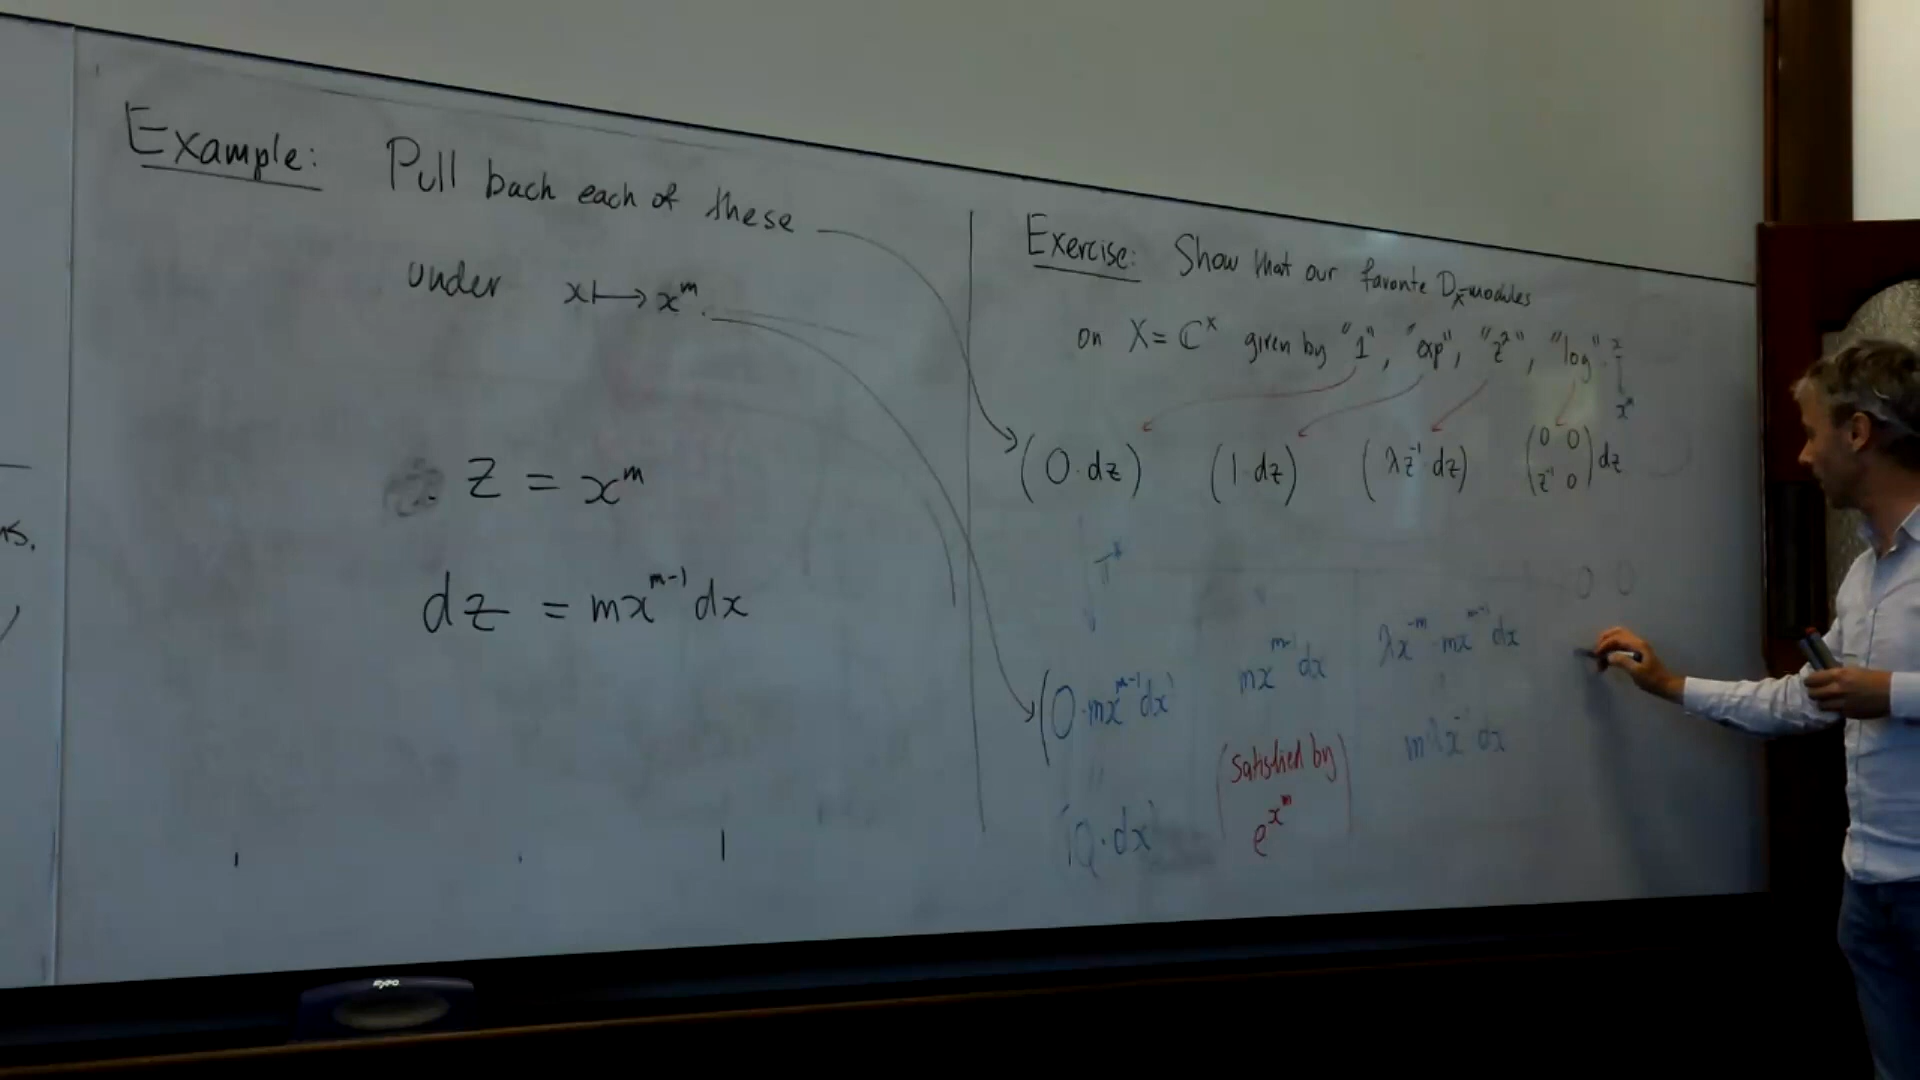 Example: Pull back each of these
under x ↦ x^m.
z = x^m
dz = mx^{m-1} dx
Exercise: Show that our favorite D_X-modules
on X = ℂ^× given by "1", "exp", "z^λ", "log".
x
x^m
(0·dz) (1·dz) (λz^{-1} dz) (0 0 z^{-1} 0) dz
π*
(0·mx^{m-1}dx) mx^{m-1}dx λx^{-m}·mx^{m-1}dx 0 0
(0·dx) (satisfied by e^{x^m}) mλx^{-1}dx